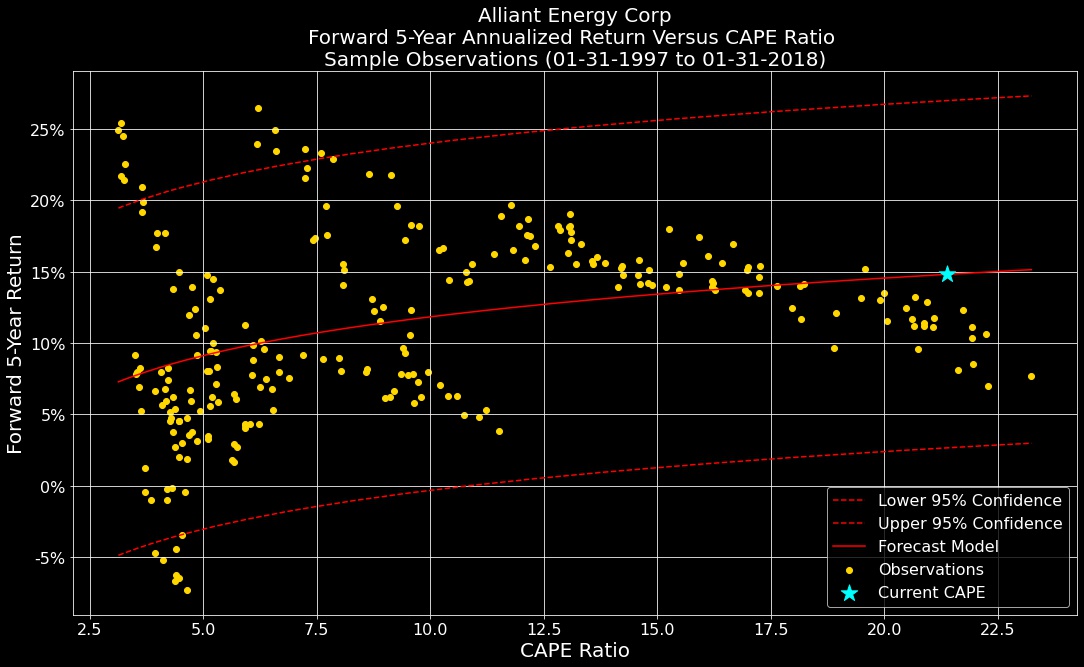 Alliant Energy Corp
Forward 5-Year Annualized Return Versus CAPE Ratio
Sample Observations (01-31-1997 to 01-31-2018)
Forward 5-Year Return
25%
20%
15%
10%
5%
0%
-5%
Lower 95% Confidence
Upper 95% Confidence
Forecast Model
Observations
Current CAPE
2.5 5.0 7.5 10.0 12.5 15.0 17.5 20.0 22.5
CAPE Ratio